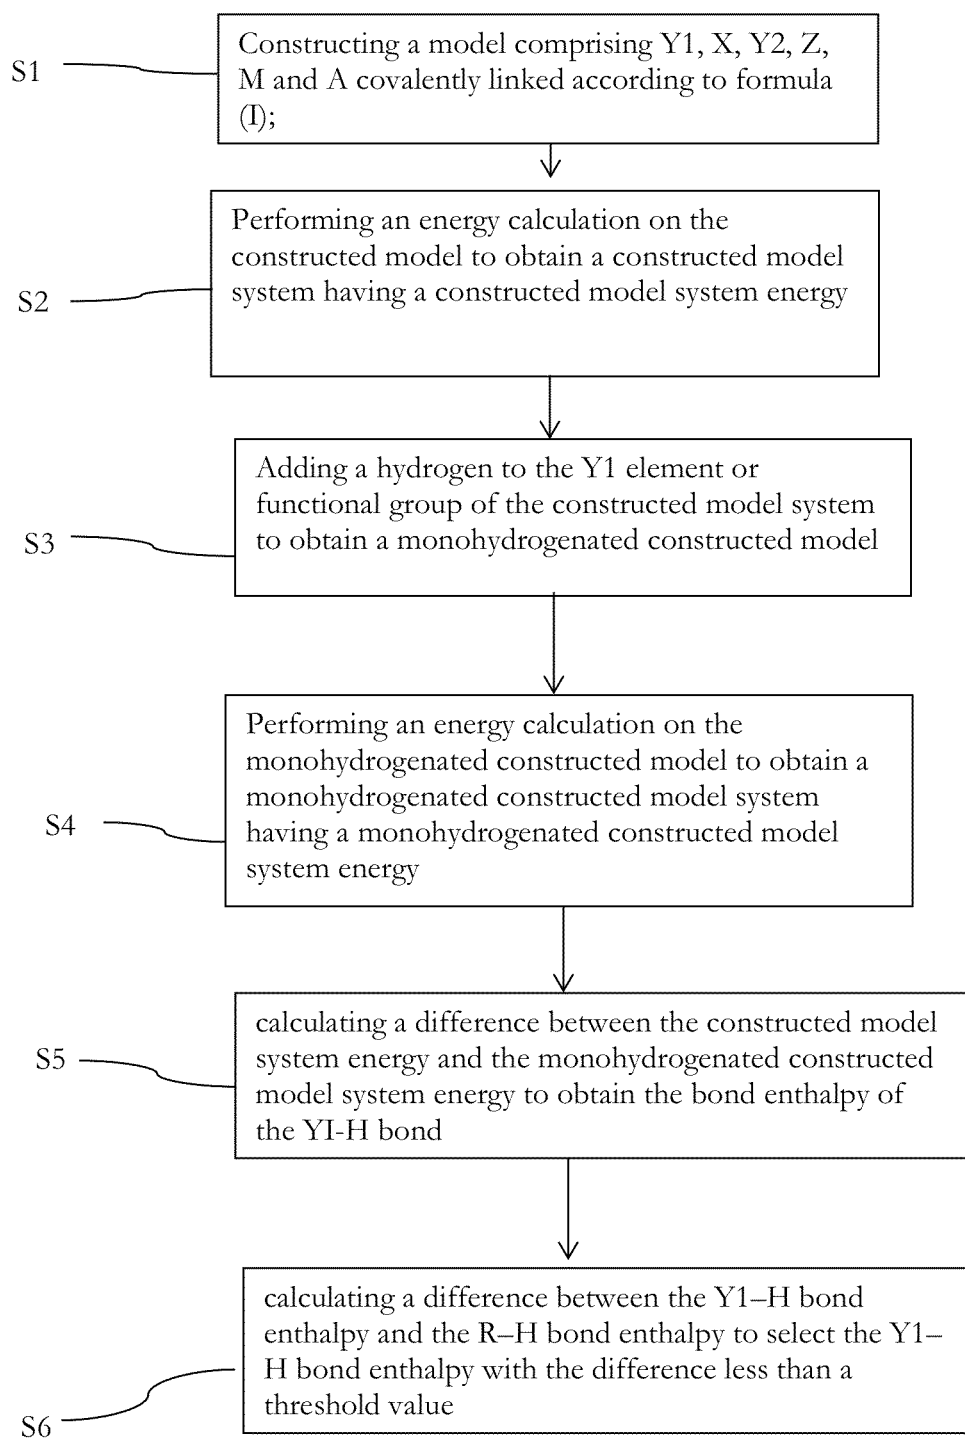 S1
Constructing a model comprising Y1, X, Y2, Z,
M and A covalently linked according to formula
(I);
S2
Performing an energy calculation on the
constructed model to obtain a constructed model
system having a constructed model system energy
S3
Adding a hydrogen to the Y1 element or
functional group of the constructed model system
to obtain a monohydrogenated constructed model
S4
Performing an energy calculation on the
monohydrogenated constructed model to obtain a
monohydrogenated constructed model system
having a monohydrogenated constructed model
system energy
S5
calculating a difference between the constructed model
system energy and the monohydrogenated constructed
model system energy to obtain the bond enthalpy of
the YI-H bond
S6
calculating a difference between the Y1–H bond
enthalpy and the R–H bond enthalpy to select the Y1–
H bond enthalpy with the difference less than a
threshold value